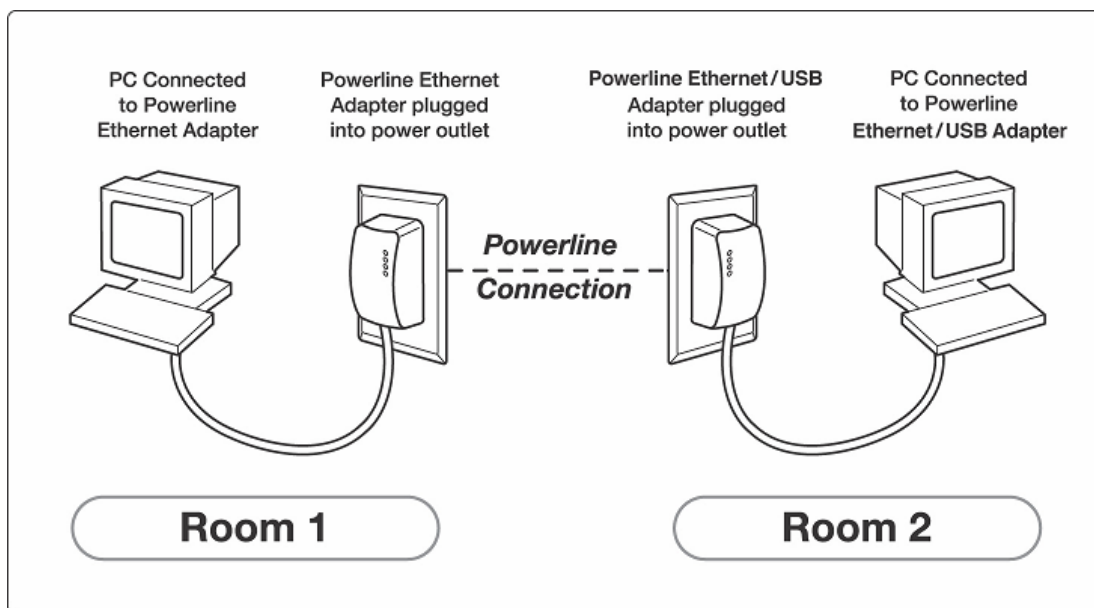 PC Connected
to Powerline
Ethernet Adapter
Powerline Ethernet
Adapter plugged
into power outlet
Powerline Ethernet/USB
Adapter plugged
into power outlet
PC Connected
to Powerline
Ethernet/USB Adapter
Powerline
Connection
Room 1
Room 2